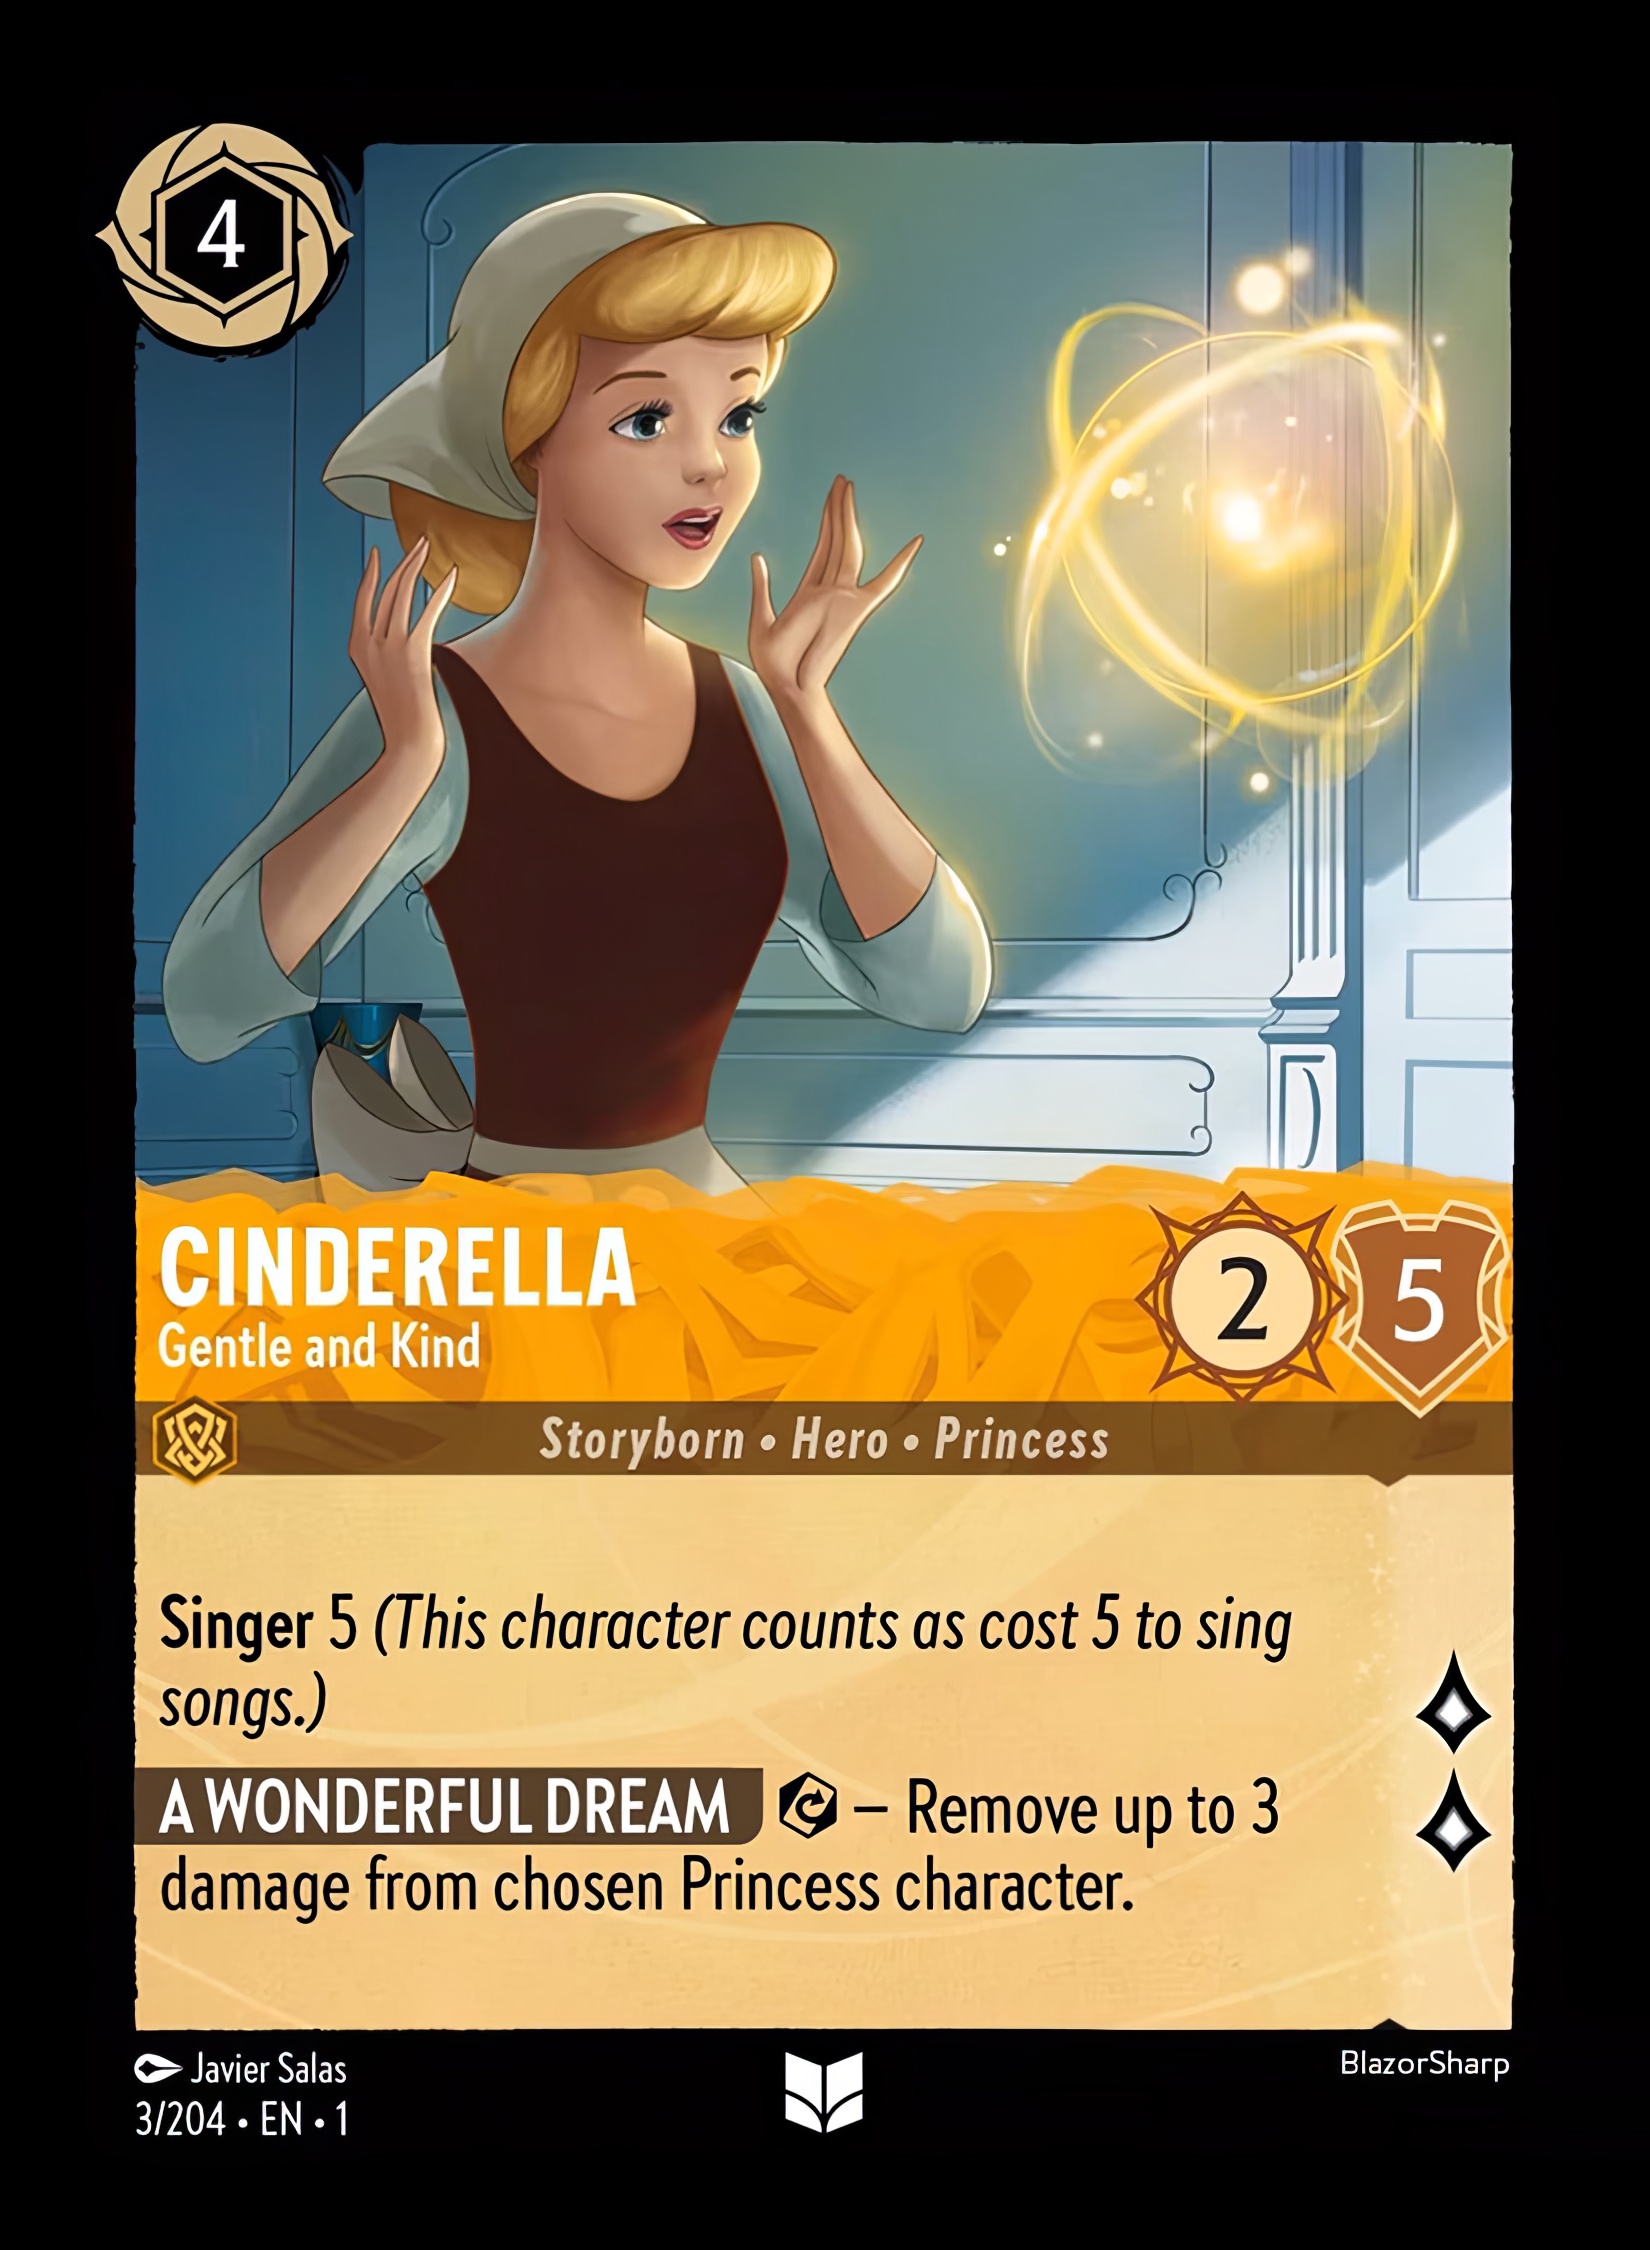 4
CINDERELLA
Gentle and Kind
2 5
Storyborn • Hero • Princess
Singer 5 (This character counts as cost 5 to sing
songs.)
A WONDERFUL DREAM – Remove up to 3
damage from chosen Princess character.
Javier Salas
BlazorSharp
3/204 • EN • 1